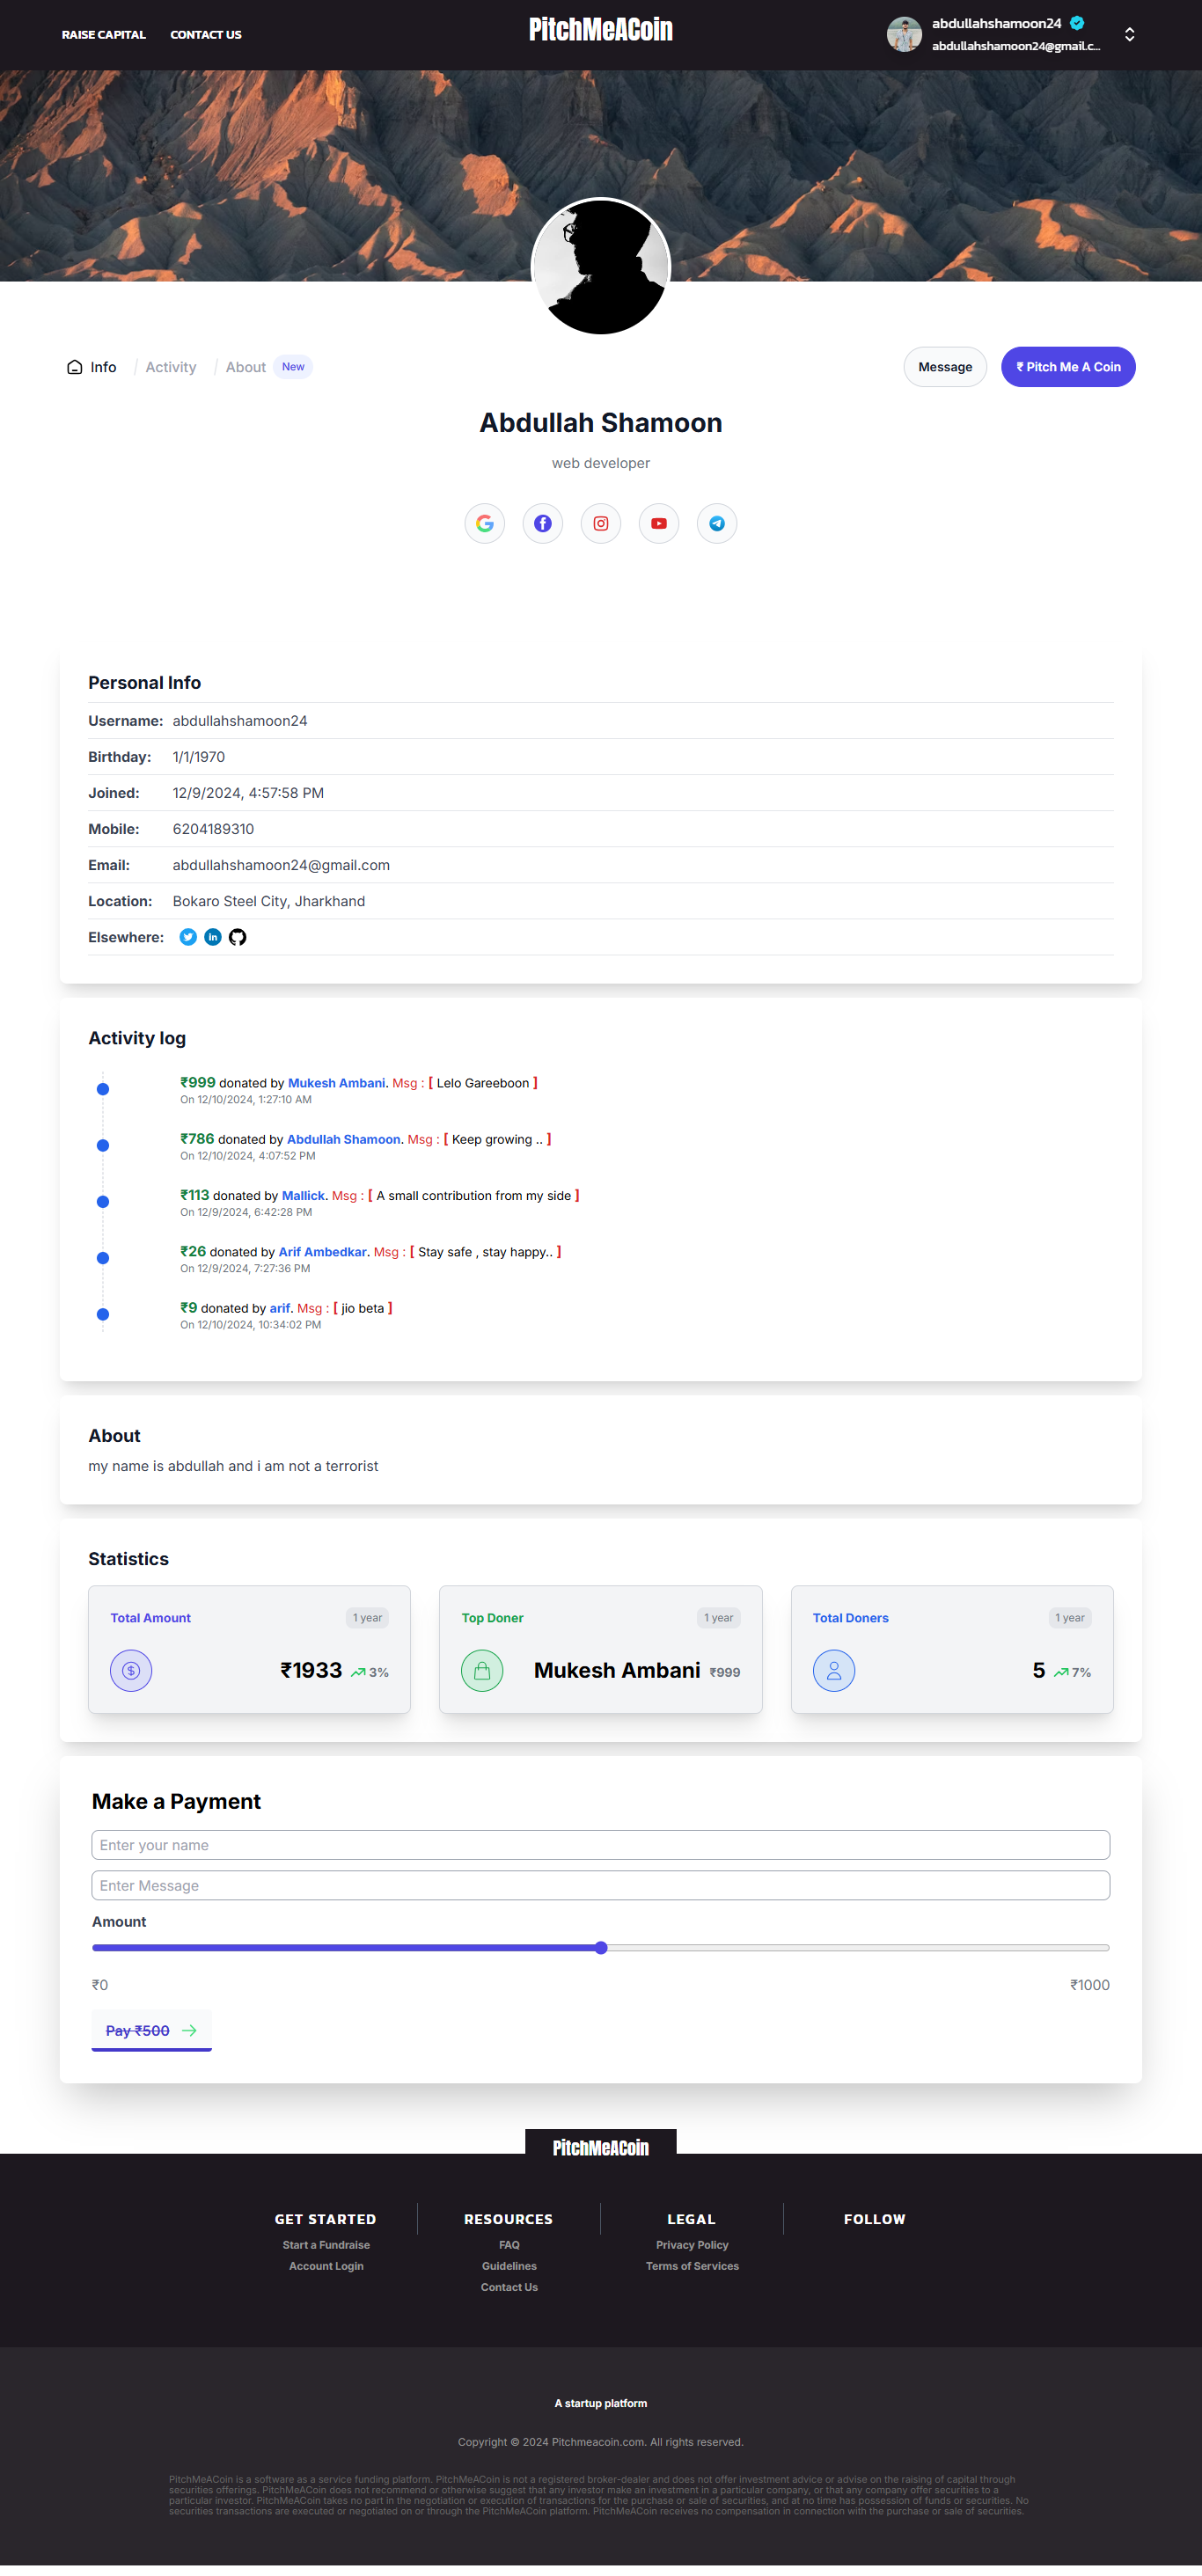 RAISE CAPITAL
CONTACT US
PitchMeACoin
abdullahshamoon24
abdullahshamoon24@gmail.c...
Info
Activity
About
New
Message
₹ Pitch Me A Coin
Abdullah Shamoon
web developer
Personal Info
Username: abdullahshamoon24
Birthday: 1/1/1970
Joined: 12/9/2024, 4:57:58 PM
Mobile: 6204189310
Email: abdullahshamoon24@gmail.com
Location: Bokaro Steel City, Jharkhand
Elsewhere:
Activity log
₹999 donated by Mukesh Ambani. Msg : [ Lelo Gareeboon ]
On 12/10/2024, 1:27:10 AM
₹786 donated by Abdullah Shamoon. Msg : [ Keep growing .. ]
On 12/10/2024, 4:07:52 PM
₹113 donated by Mallick. Msg : [ A small contribution from my side ]
On 12/9/2024, 6:42:28 PM
₹26 donated by Arif Ambedkar. Msg : [ Stay safe , stay happy.. ]
On 12/9/2024, 7:27:36 PM
₹9 donated by arif. Msg : [ jio beta ]
On 12/10/2024, 10:34:02 PM
About
my name is abdullah and i am not a terrorist
Statistics
Total Amount
1 year
₹1933
3%
Top Doner
1 year
Mukesh Ambani ₹999
Total Doners
1 year
5
7%
Make a Payment
Enter your name
Enter Message
Amount
₹0
₹1000
Pay ₹500
PitchMeACoin
GET STARTED
Start a Fundraise
Account Login
RESOURCES
FAQ
Guidelines
Contact Us
LEGAL
Privacy Policy
Terms of Services
FOLLOW
A startup platform
Copyright © 2024 Pitchmeacoin.com. All rights reserved.
PitchMeACoin is a software as a service funding platform. PitchMeACoin is not a registered broker-dealer and does not offer investment advice or advise on the raising of capital through
securities offerings. PitchMeACoin does not recommend or otherwise suggest that any investor make an investment in a particular company, or that any company offer securities to a
particular investor. PitchMeACoin takes no part in the negotiation or execution of transactions for the purchase or sale of securities, and at no time has possession of funds or securities. No
securities transactions are executed or negotiated on or through the PitchMeACoin platform. PitchMeACoin receives no compensation in connection with the purchase or sale of securities.